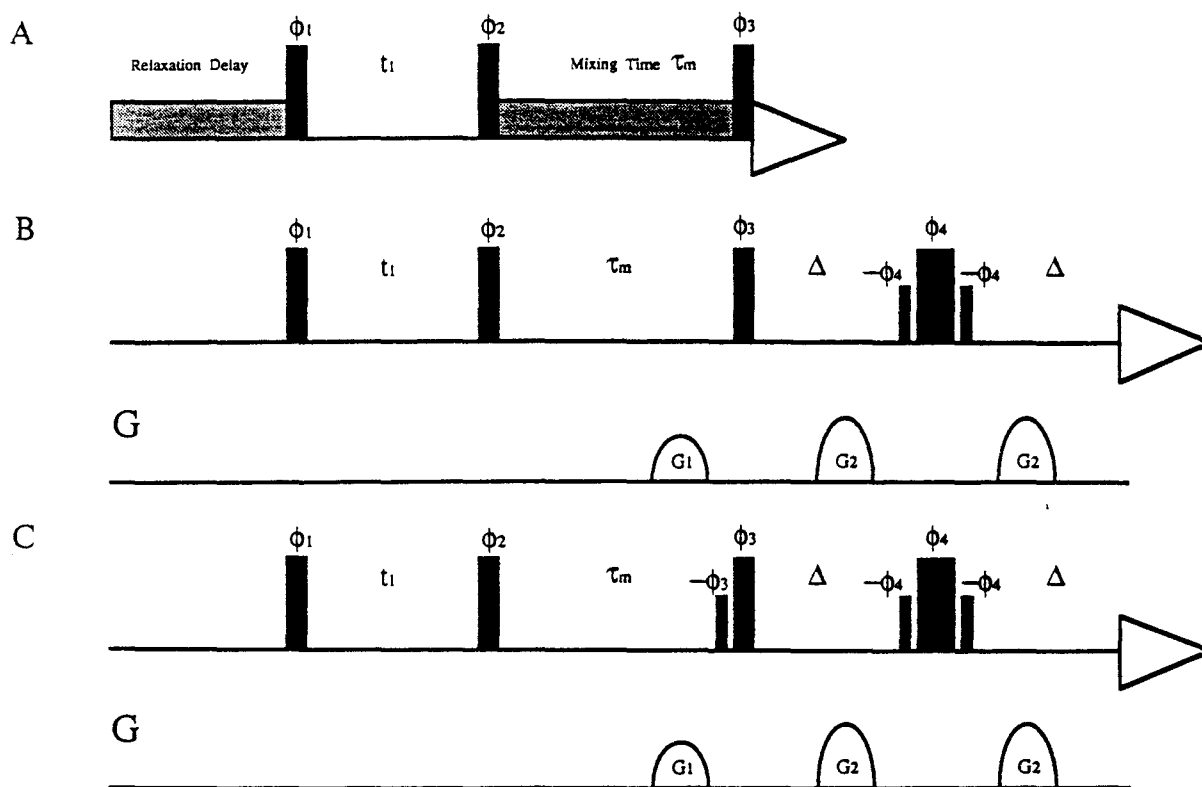 A
ϕ1 ϕ2 ϕ3
Relaxation Delay t1 Mixing Time τm
B
ϕ1 ϕ2 ϕ3 ϕ4
t1 τm Δ −ϕ4 −ϕ4 Δ
G
G1 G2 G2
C
ϕ1 ϕ2 ϕ3 ϕ4
t1 τm −ϕ3 Δ −ϕ4 −ϕ4 Δ
G
G1 G2 G2